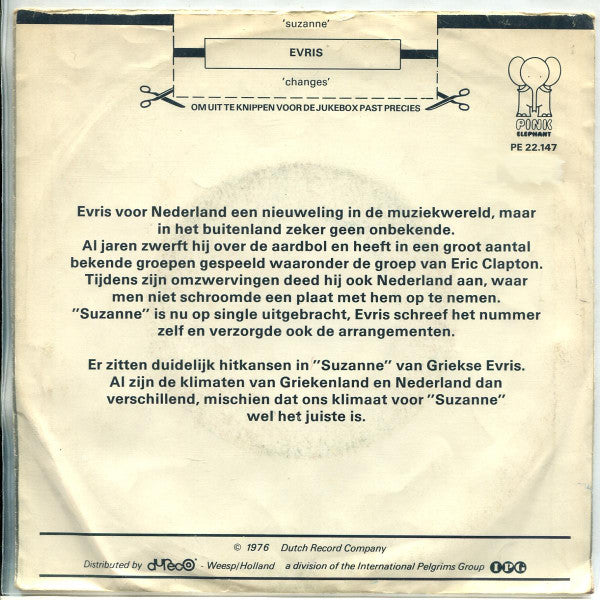 'suzanne'
EVRIS
'changes'
OM UIT TE KNIPPEN VOOR DE JUKEBOX PAST PRECIES
PINK
ELEPHANT
PE 22.147
Evris voor Nederland een nieuweling in de muziekwereld, maar
in het buitenland zeker geen onbekende.
Al jaren zwerft hij over de aardbol en heeft in een groot aantal
bekende groepen gespeeld waaronder de groep van Eric Clapton.
Tijdens zijn omzwervingen deed hij ook Nederland aan, waar
men niet schroomde een plaat met hem op te nemen.
"Suzanne" is nu op single uitgebracht, Evris schreef het nummer
zelf en verzorgde ook de arrangementen.
Er zitten duidelijk hitkansen in "Suzanne" van Griekse Evris.
Al zijn de klimaten van Griekenland en Nederland dan
verschillend, mischien dat ons klimaat voor "Suzanne"
wel het juiste is.
© 1976 Dutch Record Company
Distributed by dureco - Weesp/Holland a division of the International Pelgrims Group IPG